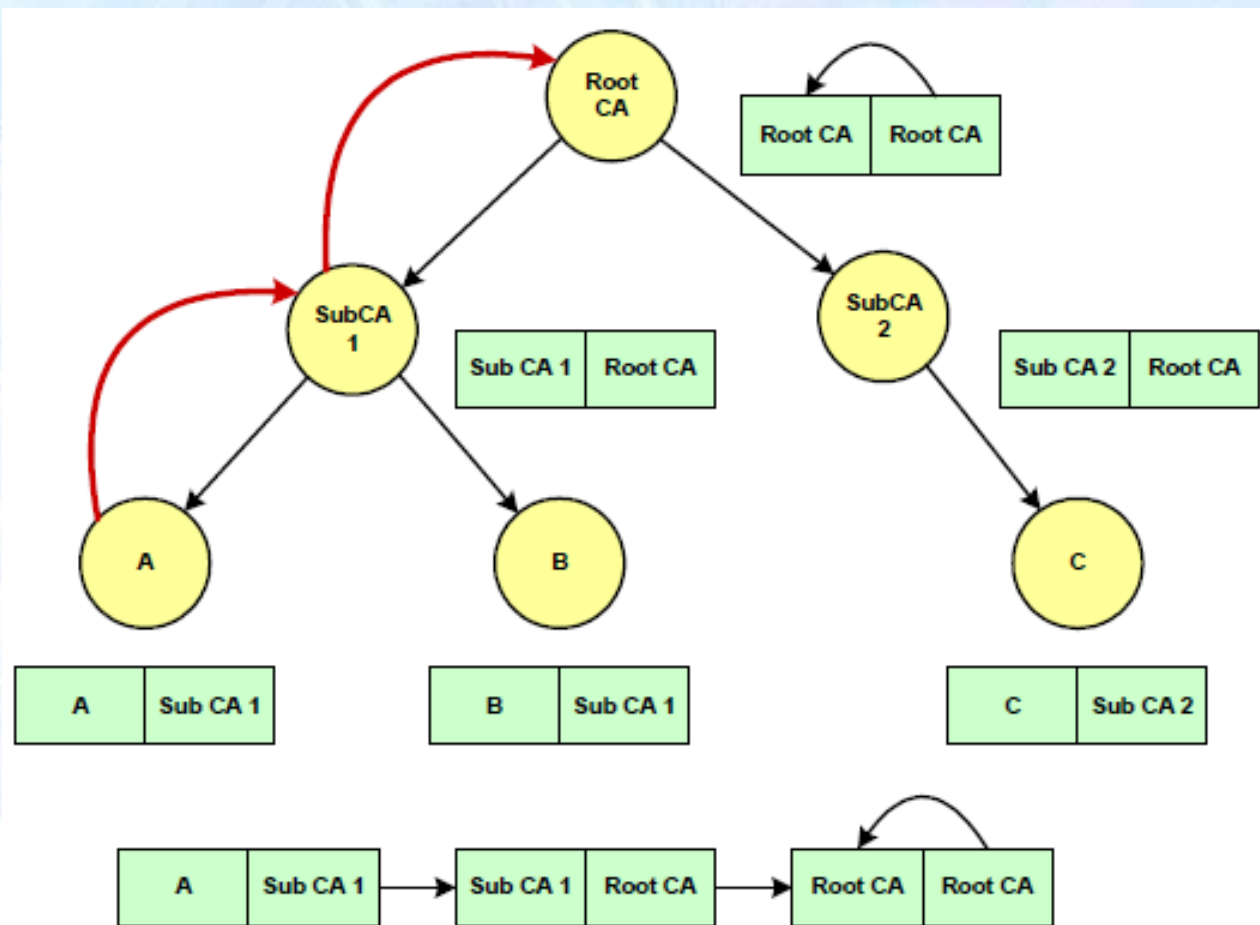 Root
CA
Root CA Root CA
SubCA
1
SubCA
2
Sub CA 1 Root CA
Sub CA 2 Root CA
A
B
C
A Sub CA 1
B Sub CA 1
C Sub CA 2
A Sub CA 1 Sub CA 1 Root CA Root CA Root CA